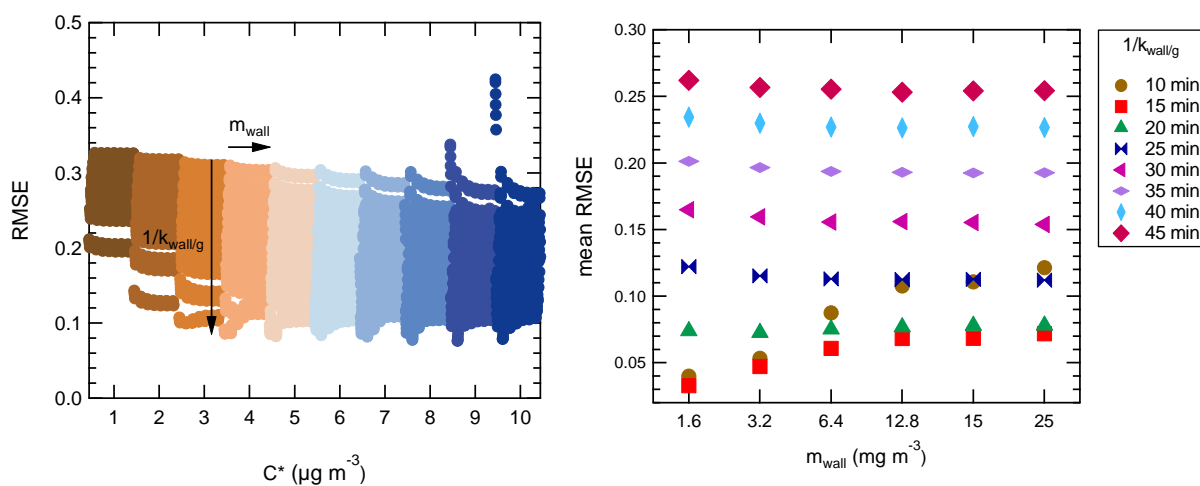 0.5
0.4
0.3
0.2
0.1
0.0
RMSE
m_wall
1/k_wall/g
1 2 3 4 5 6 7 8 9 10
C* (µg m⁻³)
0.30
0.25
0.20
0.15
0.10
0.05
mean RMSE
1.6 3.2 6.4 12.8 15 25
m_wall (mg m⁻³)
1/k_wall/g
10 min
15 min
20 min
25 min
30 min
35 min
40 min
45 min